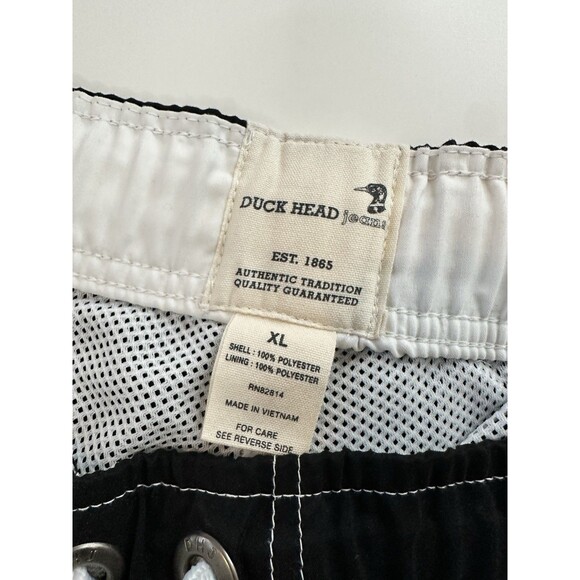 DUCK HEAD jeans
EST. 1865
AUTHENTIC TRADITION
QUALITY GUARANTEED
XL
SHELL : 100% POLYESTER
LINING : 100% POLYESTER
RN82814
MADE IN VIETNAM
FOR CARE
SEE REVERSE SIDE
DHJ